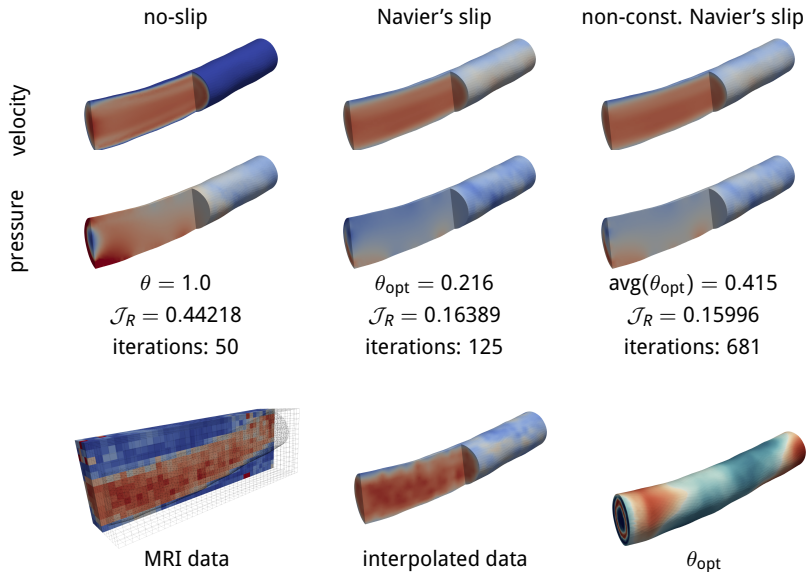 no-slip Navier's slip non-const. Navier's slip
velocity
pressure
θ = 1.0 θopt = 0.216 avg(θopt) = 0.415
𝒥R = 0.44218 𝒥R = 0.16389 𝒥R = 0.15996
iterations: 50 iterations: 125 iterations: 681
MRI data interpolated data θopt